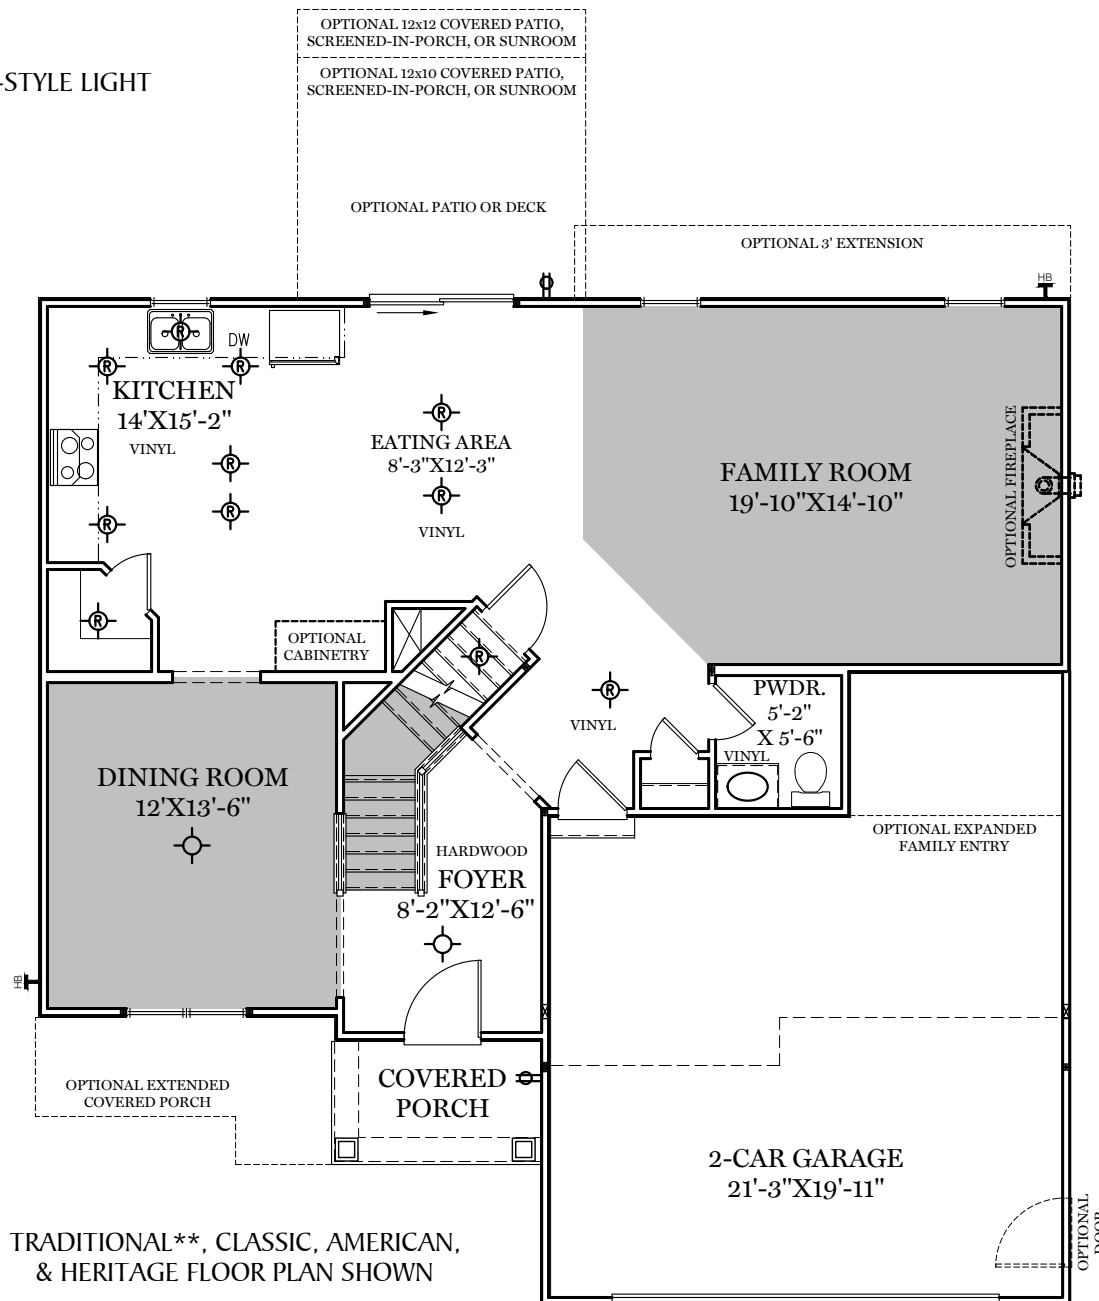 OPTIONAL 12x12 COVERED PATIO,
SCREENED-IN-PORCH, OR SUNROOM
OPTIONAL 12x10 COVERED PATIO,
SCREENED-IN-PORCH, OR SUNROOM
-STYLE LIGHT
OPTIONAL PATIO OR DECK
OPTIONAL 3' EXTENSION
HB
DW
R
R
R
KITCHEN
14'X15'-2"
VINYL
R
R
R
R
EATING AREA
8'-3"X12'-3"
R
VINYL
FAMILY ROOM
19'-10"X14'-10"
OPTIONAL FIREPLACE
R
OPTIONAL
CABINETRY
R
R
VINYL
PWDR.
5'-2"
X 5'-6"
VINYL
DINING ROOM
12'X13'-6"
HARDWOOD
FOYER
8'-2"X12'-6"
OPTIONAL EXPANDED
FAMILY ENTRY
HB
OPTIONAL EXTENDED
COVERED PORCH
COVERED
PORCH
2-CAR GARAGE
21'-3"X19'-11"
OPTIONAL
DOOR
TRADITIONAL**, CLASSIC, AMERICAN,
& HERITAGE FLOOR PLAN SHOWN